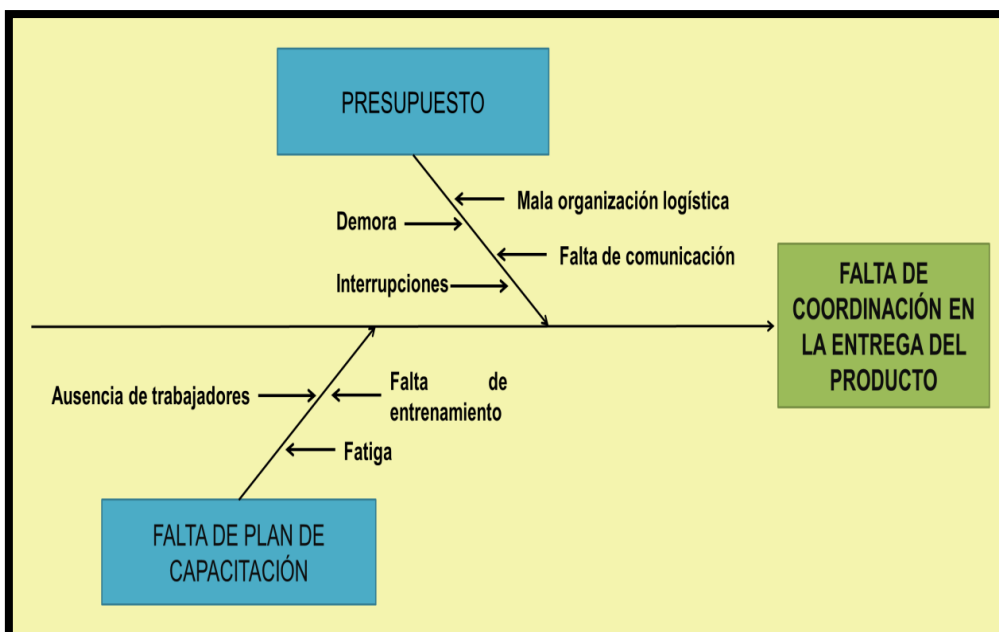 PRESUPUESTO
Mala organización logística
Demora
Falta de comunicación
Interrupciones
FALTA DE
COORDINACIÓN EN
LA ENTREGA DEL
PRODUCTO
Ausencia de trabajadores
Falta de
entrenamiento
Fatiga
FALTA DE PLAN DE
CAPACITACIÓN